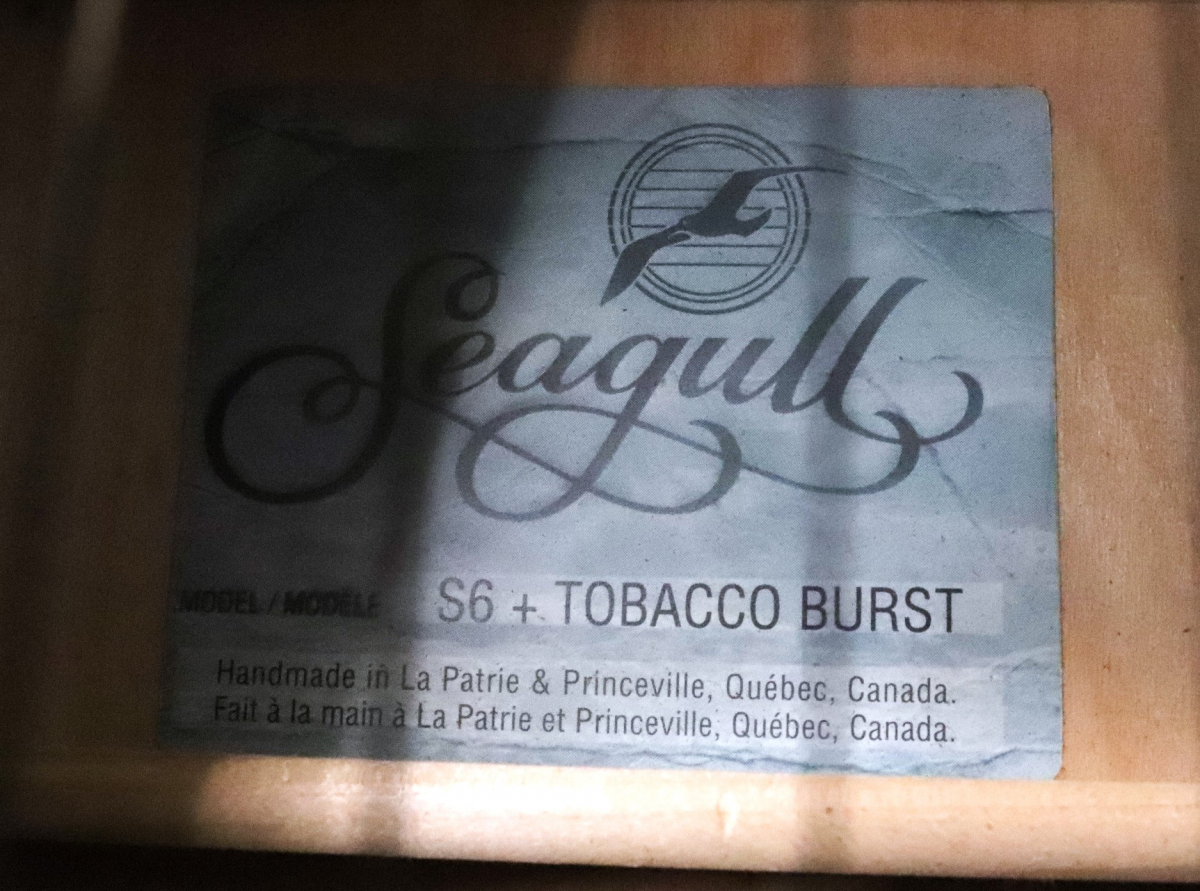 Seagull
MODEL / MODÈLE S6 + TOBACCO BURST
Handmade in La Patrie & Princeville, Québec, Canada.
Fait à la main à La Patrie et Princeville, Québec, Canada.